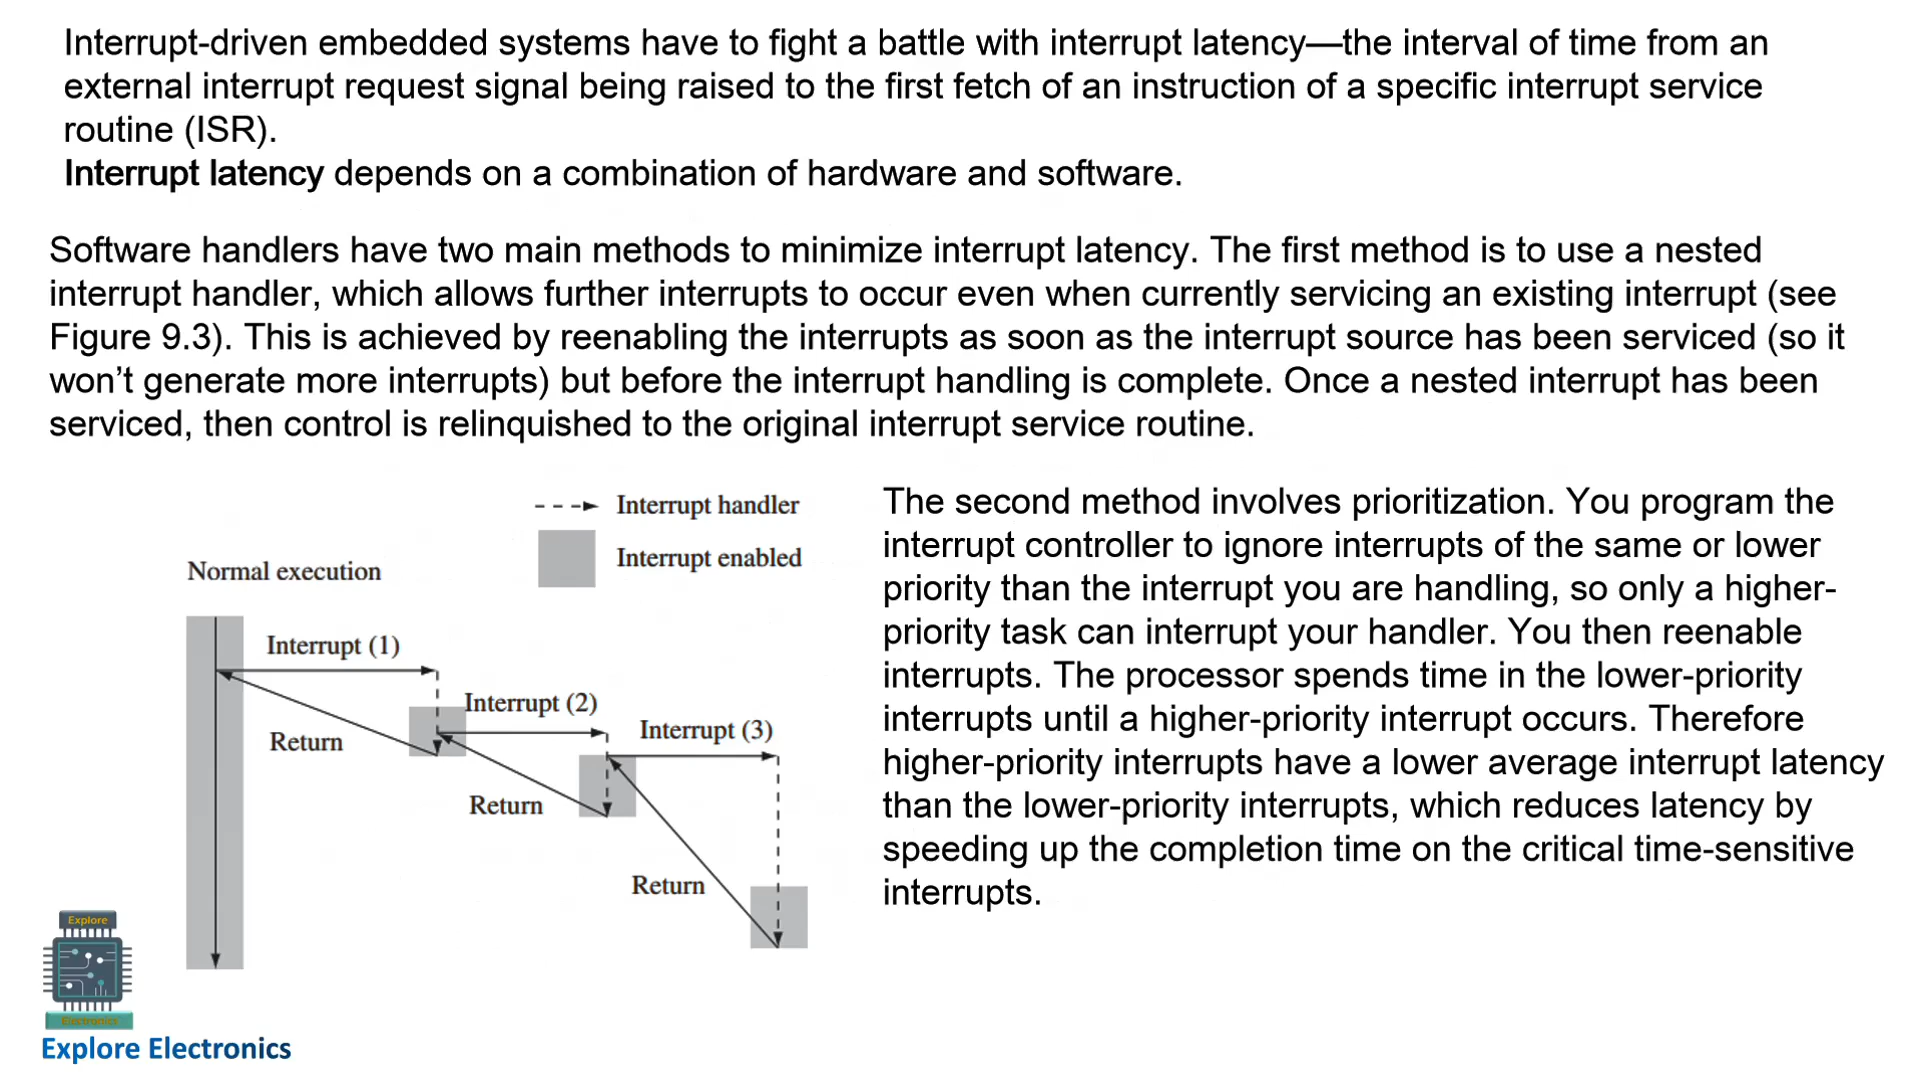 Interrupt-driven embedded systems have to fight a battle with interrupt latency—the interval of time from an
external interrupt request signal being raised to the first fetch of an instruction of a specific interrupt service
routine (ISR).
Interrupt latency depends on a combination of hardware and software.
Software handlers have two main methods to minimize interrupt latency. The first method is to use a nested
interrupt handler, which allows further interrupts to occur even when currently servicing an existing interrupt (see
Figure 9.3). This is achieved by reenabling the interrupts as soon as the interrupt source has been serviced (so it
won’t generate more interrupts) but before the interrupt handling is complete. Once a nested interrupt has been
serviced, then control is relinquished to the original interrupt service routine.
Interrupt handler
Interrupt enabled
Normal execution
Interrupt (1)
Interrupt (2)
Interrupt (3)
Return
Return
Return
The second method involves prioritization. You program the
interrupt controller to ignore interrupts of the same or lower
priority than the interrupt you are handling, so only a higher-
priority task can interrupt your handler. You then reenable
interrupts. The processor spends time in the lower-priority
interrupts until a higher-priority interrupt occurs. Therefore
higher-priority interrupts have a lower average interrupt latency
than the lower-priority interrupts, which reduces latency by
speeding up the completion time on the critical time-sensitive
interrupts.
Explore
Electronics
Explore Electronics